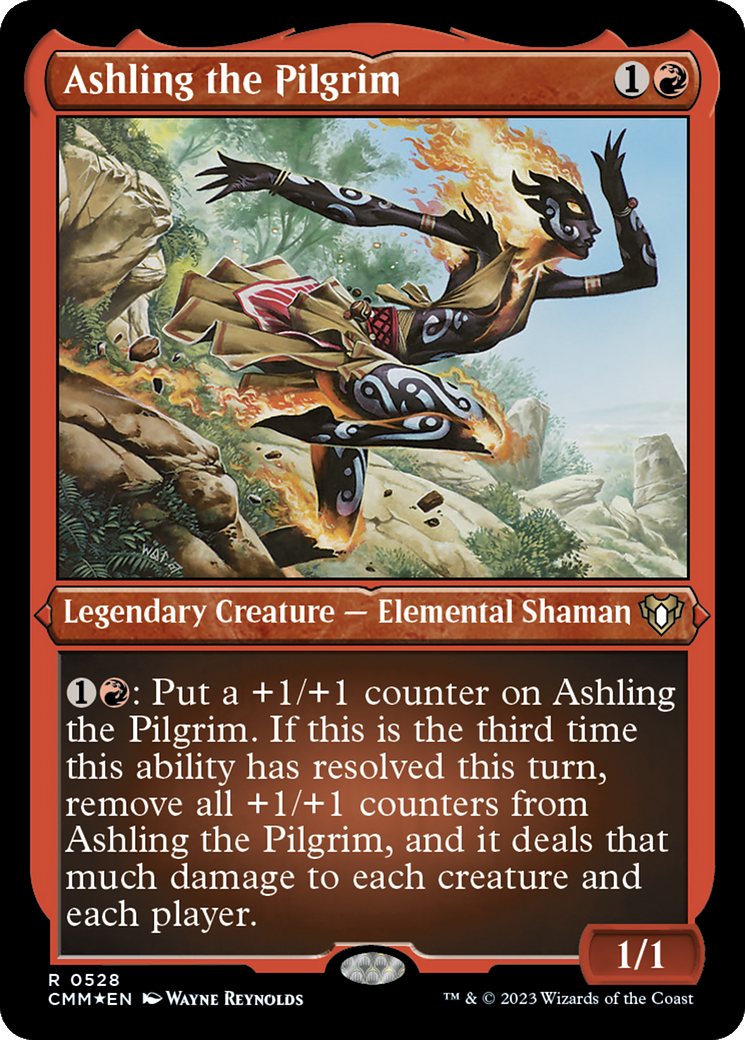 Ashling the Pilgrim 1
Legendary Creature — Elemental Shaman
1: Put a +1/+1 counter on Ashling
the Pilgrim. If this is the third time
this ability has resolved this turn,
remove all +1/+1 counters from
Ashling the Pilgrim, and it deals that
much damage to each creature and
each player.
1/1
R 0528
CMM★EN Wayne Reynolds
™ & © 2023 Wizards of the Coast